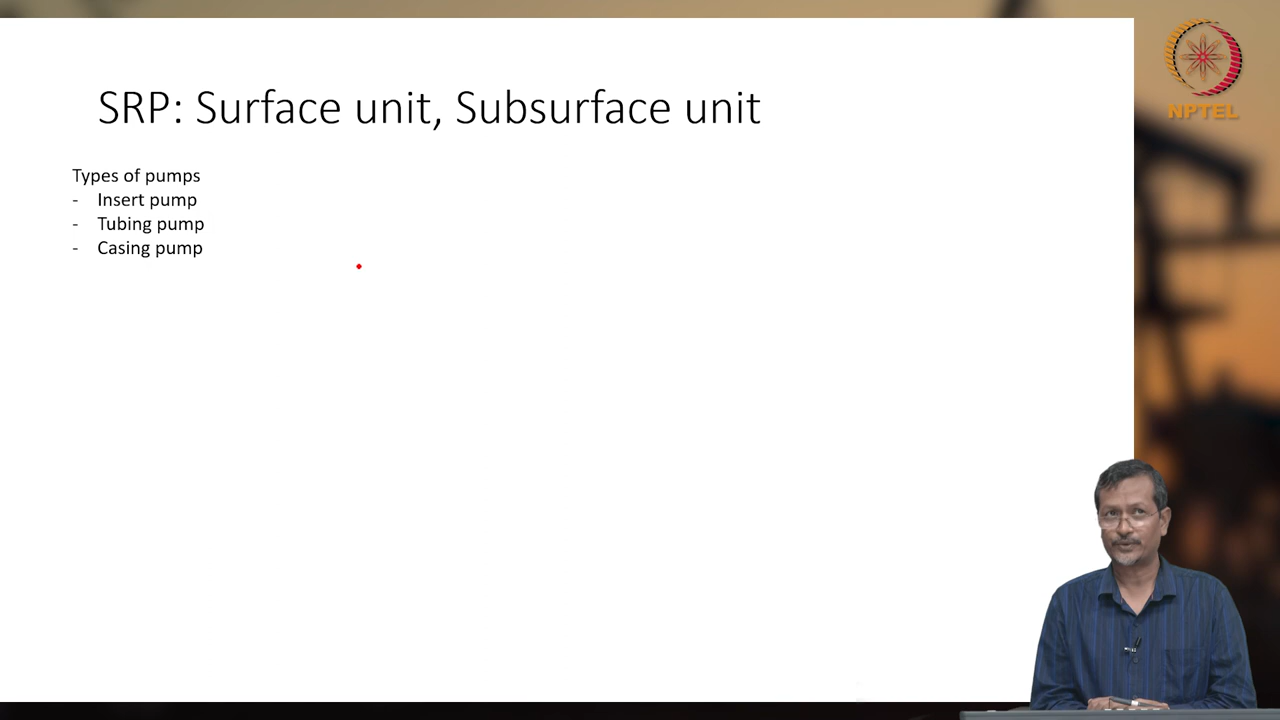 SRP: Surface unit, Subsurface unit
Types of pumps
- Insert pump
- Tubing pump
- Casing pump
NPTEL